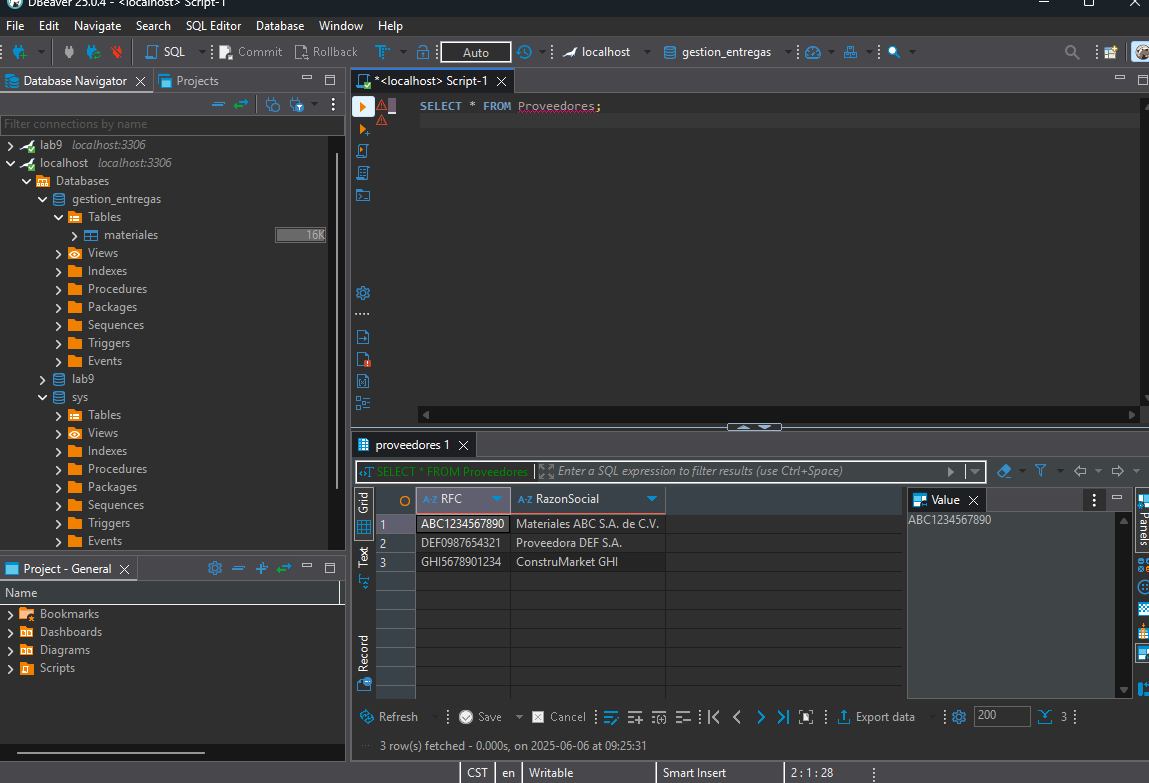 DBeaver 25.0.4 - <localhost> Script-1
File Edit Navigate Search SQL Editor Database Window Help
SQL Commit Rollback Auto localhost gestion_entregas
Database Navigator Projects
*<localhost> Script-1
Filter connections by name
SELECT * FROM Proveedores;
lab9 localhost:3306
localhost localhost:3306
Databases
gestion_entregas
Tables
materiales 16K
Views
Indexes
Procedures
Packages
Sequences
Triggers
Events
lab9
sys
Tables
Views
Indexes
Procedures
Packages
Sequences
Triggers
Events
Project - General
Name
Bookmarks
Dashboards
Diagrams
Scripts
proveedores 1
SELECT * FROM Proveedores Enter a SQL expression to filter results (use Ctrl+Space)
Grid
Text
Record
A-Z RFC A-Z RazonSocial
1 ABC1234567890 Materiales ABC S.A. de C.V.
2 DEF0987654321 Proveedora DEF S.A.
3 GHI5678901234 ConstruMarket GHI
Value
ABC1234567890
Panels
Refresh Save Cancel Export data 200 3
3 row(s) fetched - 0.000s, on 2025-06-06 at 09:25:31
CST en Writable Smart Insert 2 : 1 : 28